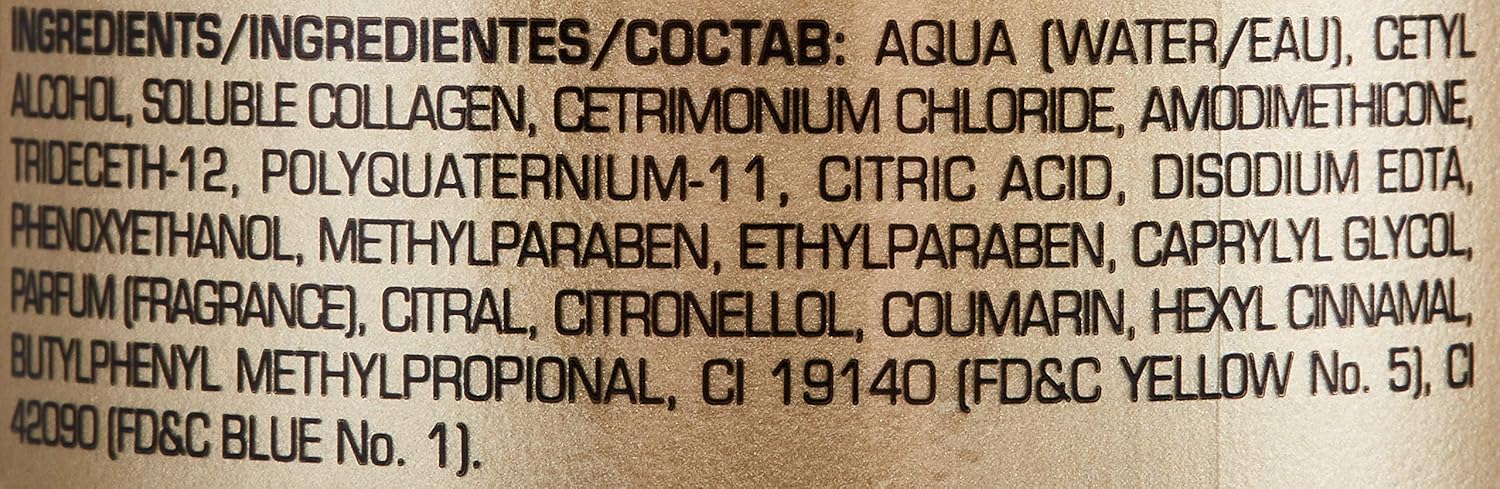 INGREDIENTS/INGREDIENTES/СОСТАВ: AQUA (WATER/EAU), CETYL
ALCOHOL, SOLUBLE COLLAGEN, CETRIMONIUM CHLORIDE, AMODIMETHICONE,
TRIDECETH-12, POLYQUATERNIUM-11, CITRIC ACID, DISODIUM EDTA,
PHENOXYETHANOL, METHYLPARABEN, ETHYLPARABEN, CAPRYLYL GLYCOL,
PARFUM (FRAGRANCE), CITRAL, CITRONELLOL, COUMARIN, HEXYL CINNAMAL,
BUTYLPHENYL METHYLPROPIONAL, CI 19140 (FD&C YELLOW No. 5), CI
42090 (FD&C BLUE No. 1).